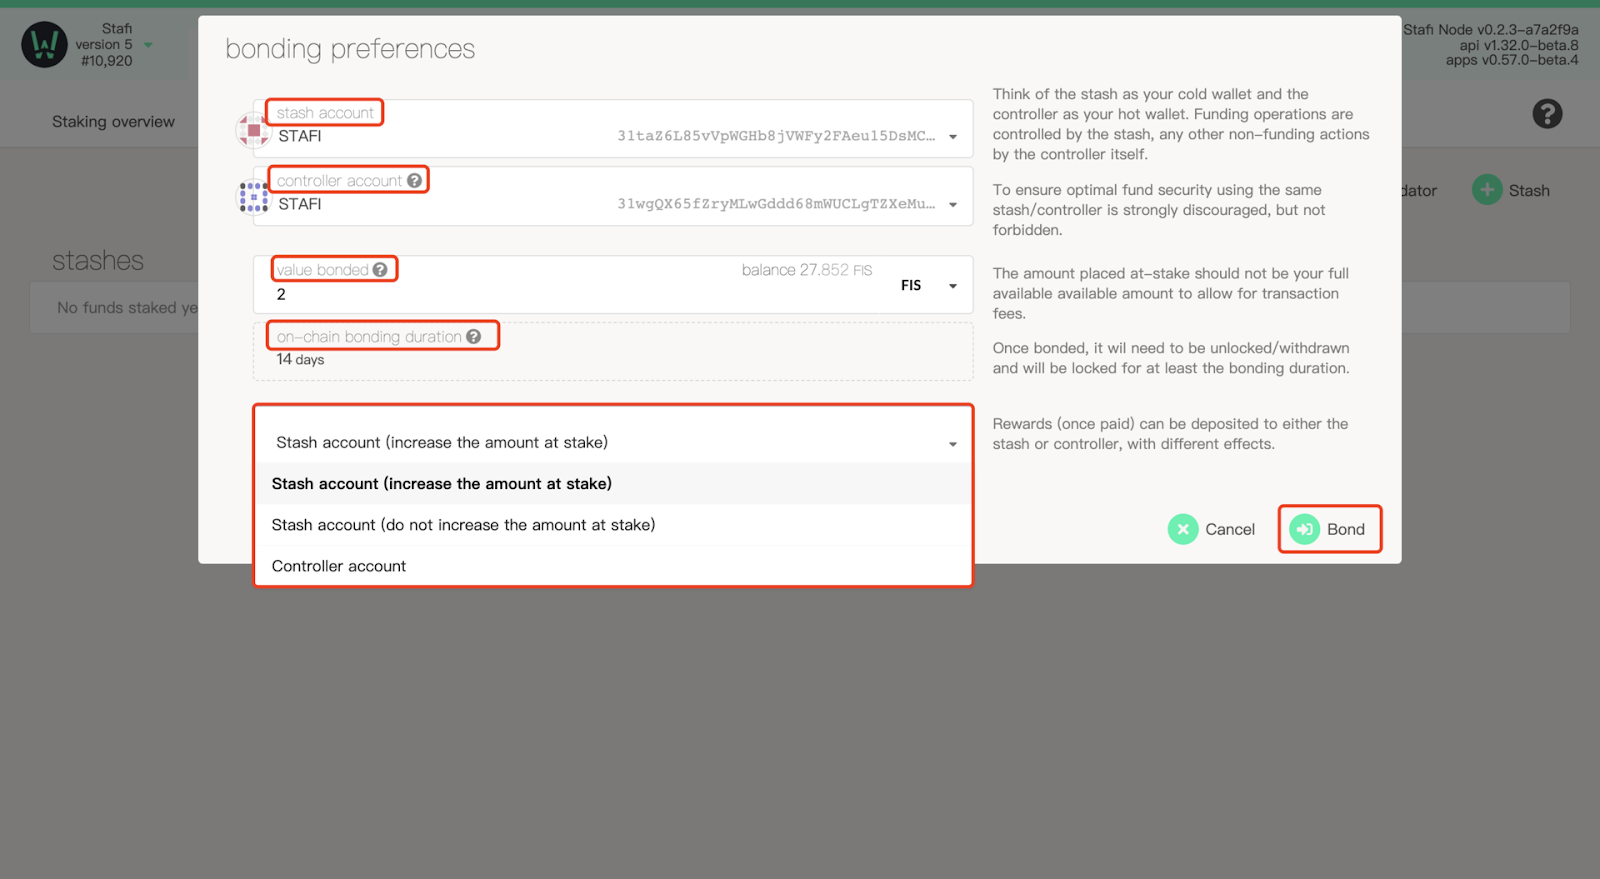 Stafi
version 5
#10,920
Stafi Node v0.2.3-a7a2f9a
api v1.32.0-beta.8
apps v0.57.0-beta.4
Staking overview
dator
Stash
stashes
No funds staked ye
bonding preferences
stash account
STAFI
31taZ6L85vVpWGHb8jVWFy2FAeu15DsMC...
Think of the stash as your cold wallet and the
controller as your hot wallet. Funding operations are
controlled by the stash, any other non-funding actions
by the controller itself.
controller account ?
STAFI
31wgQX65fZryMLwGddd68mWUCLgTZXeMu...
To ensure optimal fund security using the same
stash/controller is strongly discouraged, but not
forbidden.
value bonded ?
2
balance 27.852 FIS
FIS
The amount placed at-stake should not be your full
available available amount to allow for transaction
fees.
on-chain bonding duration ?
14 days
Once bonded, it wil need to be unlocked/withdrawn
and will be locked for at least the bonding duration.
Stash account (increase the amount at stake)
Stash account (increase the amount at stake)
Stash account (do not increase the amount at stake)
Controller account
Rewards (once paid) can be deposited to either the
stash or controller, with different effects.
Cancel
Bond